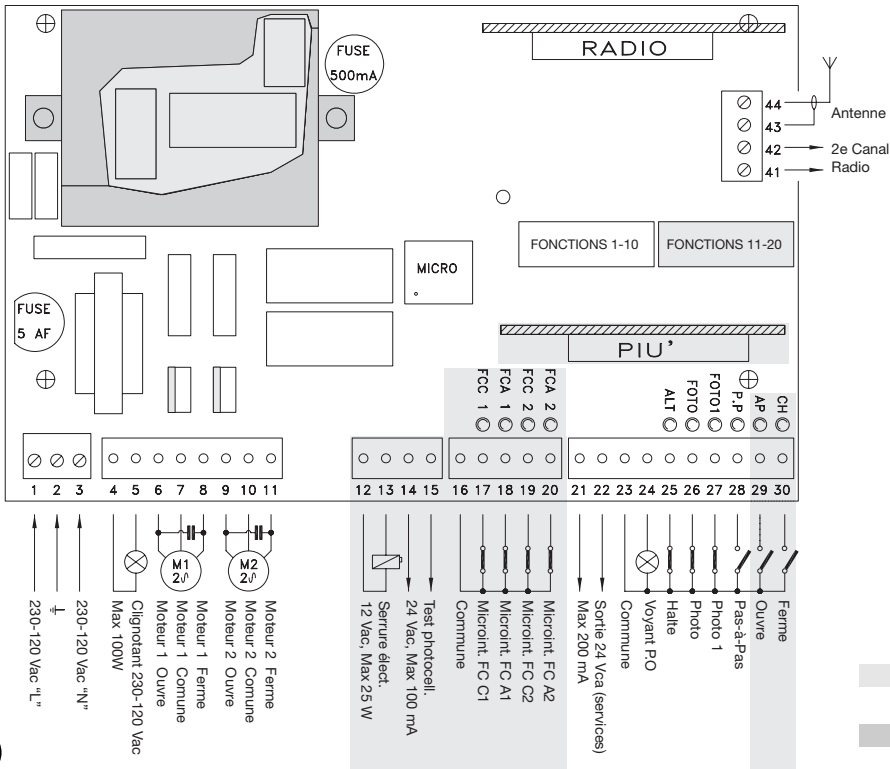 FUSE
500mA
RADIO
44
43
42
41
Antenne
2e Canal
Radio
FONCTIONS 1-10
FONCTIONS 11-20
MICRO
FUSE
5 AF
PIU'
FCC 1
FCA 1
FCC 2
FCA 2
ALT
FOTO
FOTO1
P.P
AP
CH
1 2 3 4 5 6 7 8 9 10 11 12 13 14 15 16 17 18 19 20 21 22 23 24 25 26 27 28 29 30
M1
2
M2
2
230-120 Vac "L"
230-120 Vac "N"
Max 100W
Clignotant 230-120 Vac
Moteur 1 Ouvre
Moteur 1 Comune
Moteur 1 Ferme
Moteur 2 Ouvre
Moteur 2 Comune
Moteur 2 Ferme
12 Vac, Max 25 W
Serrure élect.
24 Vac, Max 100 mA
Test photocell.
Commune
Microint. FC C1
Microint. FC A1
Microint. FC C2
Microint. FC A2
Max 200 mA
Sortie 24 Vca (services)
Commune
Voyant P.O
Halte
Photo
Photo 1
Pas-à-Pas
Ouvre
Ferme